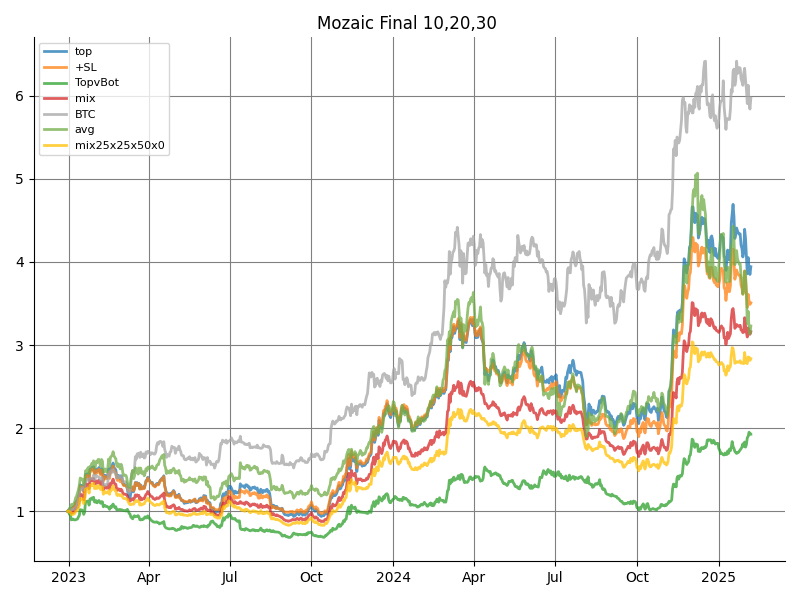 Mozaic Final 10,20,30
top
+SL
TopvBot
mix
BTC
avg
mix25x25x50x0
6
5
4
3
2
1
2023 Apr Jul Oct 2024 Apr Jul Oct 2025